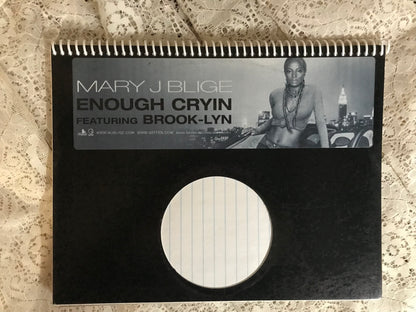 MARY J BLIGE
ENOUGH CRYIN
FEATURING BROOK-LYN